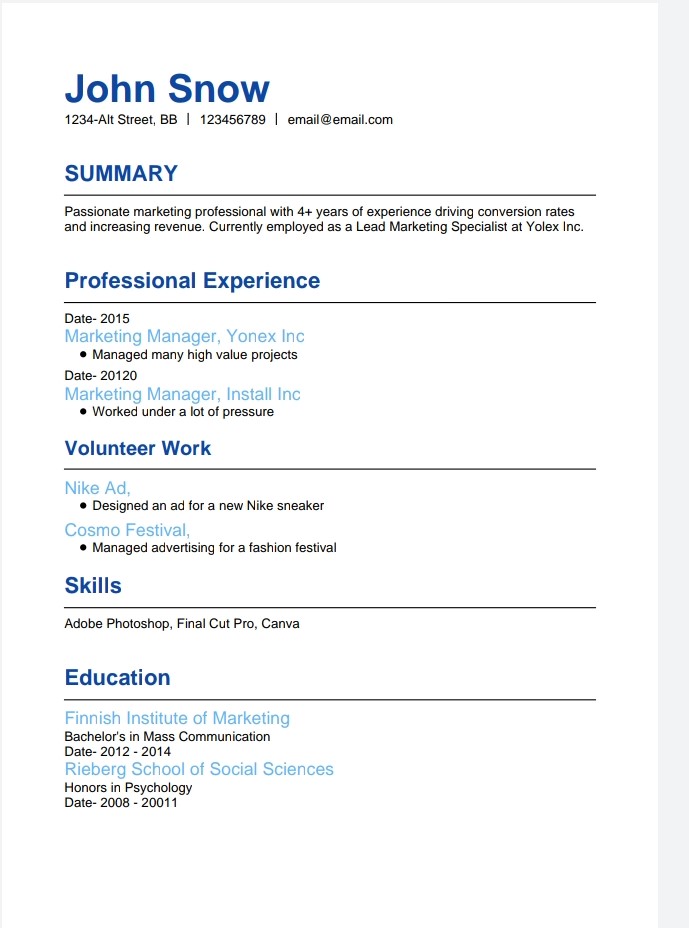 John Snow
1234-Alt Street, BB | 123456789 | email@email.com
SUMMARY
Passionate marketing professional with 4+ years of experience driving conversion rates
and increasing revenue. Currently employed as a Lead Marketing Specialist at Yolex Inc.
Professional Experience
Date- 2015
Marketing Manager, Yonex Inc
● Managed many high value projects
Date- 20120
Marketing Manager, Install Inc
● Worked under a lot of pressure
Volunteer Work
Nike Ad,
● Designed an ad for a new Nike sneaker
Cosmo Festival,
● Managed advertising for a fashion festival
Skills
Adobe Photoshop, Final Cut Pro, Canva
Education
Finnish Institute of Marketing
Bachelor's in Mass Communication
Date- 2012 - 2014
Rieberg School of Social Sciences
Honors in Psychology
Date- 2008 - 20011